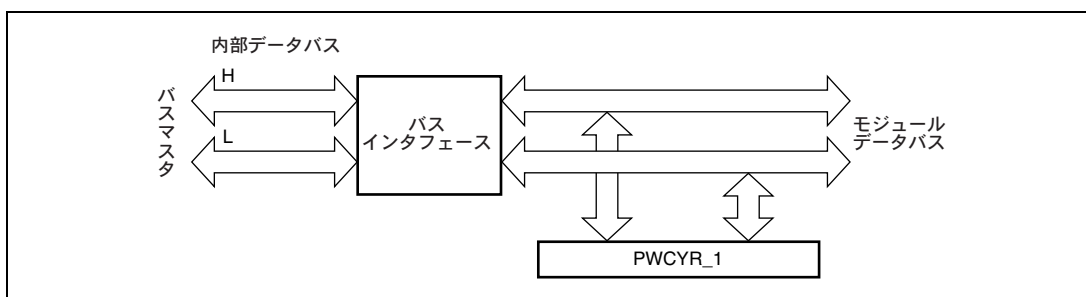 内部データバス
H
L
バスマスタ
バス
インタフェース
モジュール
データバス
PWCYR_1